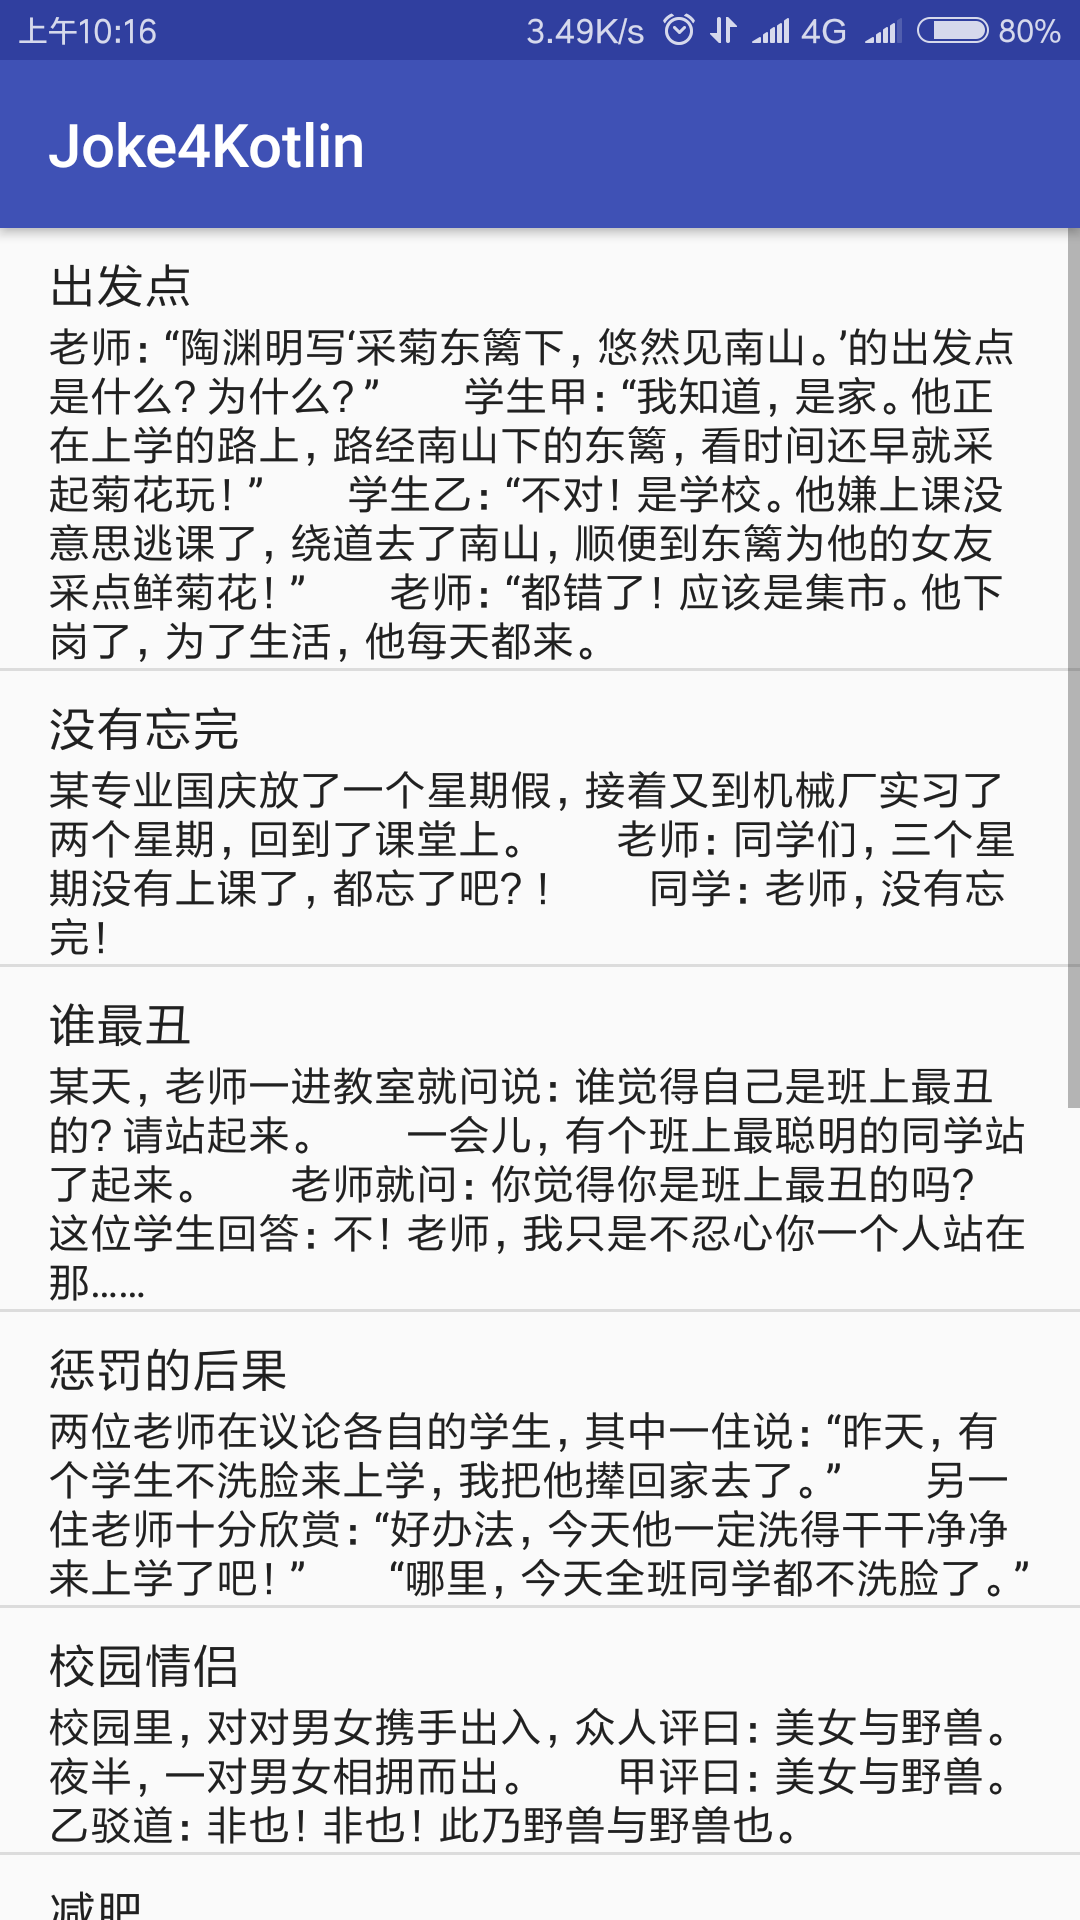 上午10:16 3.49K/s 4G 80%
Joke4Kotlin
出发点
老师：“陶渊明写‘采菊东篱下，悠然见南山。’的出发点
是什么？为什么？” 学生甲：“我知道，是家。他正
在上学的路上，路经南山下的东篱，看时间还早就采
起菊花玩！” 学生乙：“不对！是学校。他嫌上课没
意思逃课了，绕道去了南山，顺便到东篱为他的女友
采点鲜菊花！” 老师：“都错了！应该是集市。他下
岗了，为了生活，他每天都来。
没有忘完
某专业国庆放了一个星期假，接着又到机械厂实习了
两个星期，回到了课堂上。 老师：同学们，三个星
期没有上课了，都忘了吧？！ 同学：老师，没有忘
完！
谁最丑
某天，老师一进教室就问说：谁觉得自己是班上最丑
的？请站起来。 一会儿，有个班上最聪明的同学站
了起来。 老师就问：你觉得你是班上最丑的吗？
这位学生回答：不！老师，我只是不忍心你一个人站在
那……
惩罚的后果
两位老师在议论各自的学生，其中一住说：“昨天，有
个学生不洗脸来上学，我把他撵回家去了。” 另一
住老师十分欣赏：“好办法，今天他一定洗得干干净净
来上学了吧！” “哪里，今天全班同学都不洗脸了。”
校园情侣
校园里，对对男女携手出入，众人评曰：美女与野兽。
夜半，一对男女相拥而出。 甲评曰：美女与野兽。
乙驳道：非也！非也！此乃野兽与野兽也。
减肥